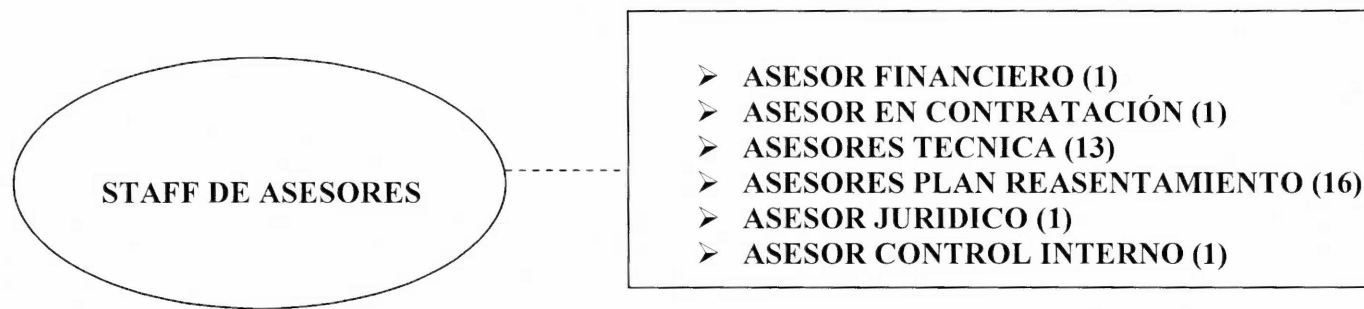 STAFF DE ASESORES
➢ ASESOR FINANCIERO (1)
➢ ASESOR EN CONTRATACIÓN (1)
➢ ASESORES TECNICA (13)
➢ ASESORES PLAN REASENTAMIENTO (16)
➢ ASESOR JURIDICO (1)
➢ ASESOR CONTROL INTERNO (1)